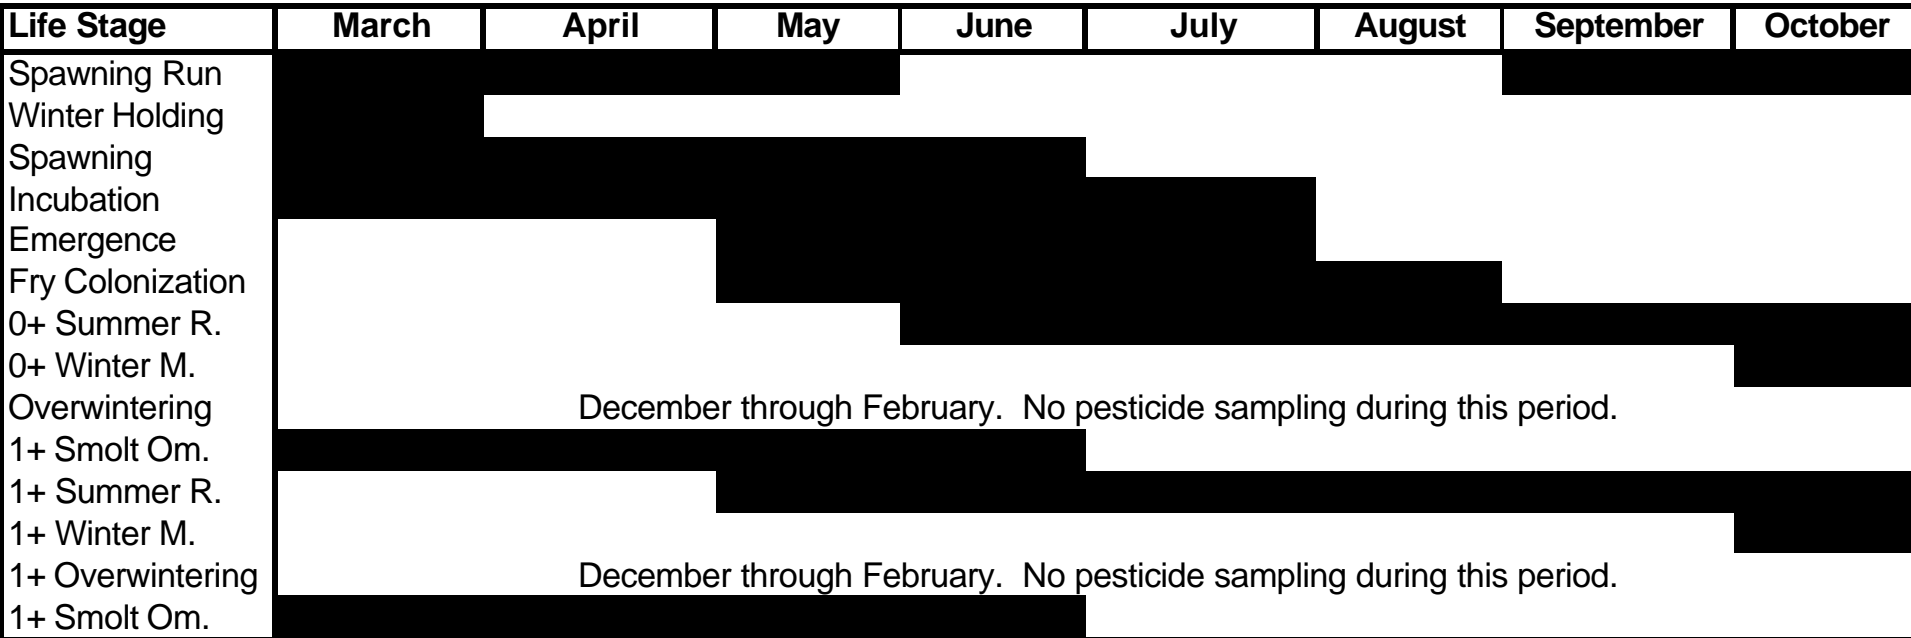 Life Stage March April May June July August September October
Spawning Run
Winter Holding
Spawning
Incubation
Emergence
Fry Colonization
0+ Summer R.
0+ Winter M.
Overwintering December through February.  No pesticide sampling during this period.
1+ Smolt Om.
1+ Summer R.
1+ Winter M.
1+ Overwintering December through February.  No pesticide sampling during this period.
1+ Smolt Om.